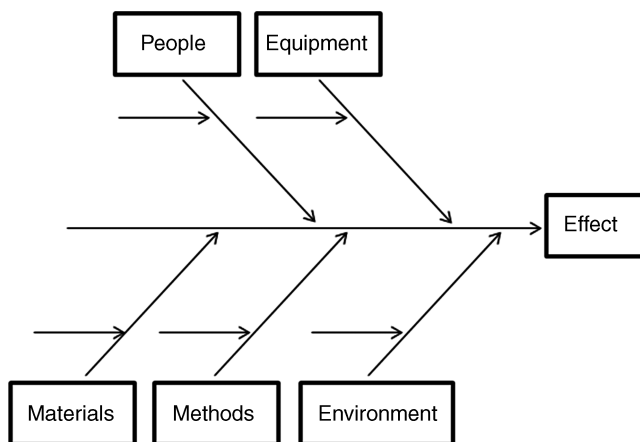 People
Equipment
Effect
Materials
Methods
Environment